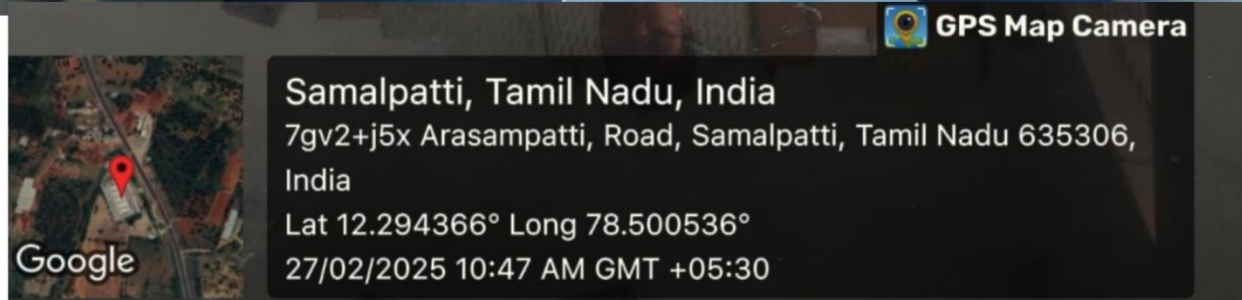 GPS Map Camera
Samalpatti, Tamil Nadu, India
7gv2+j5x Arasampatti, Road, Samalpatti, Tamil Nadu 635306,
India
Lat 12.294366° Long 78.500536°
27/02/2025 10:47 AM GMT +05:30
Google